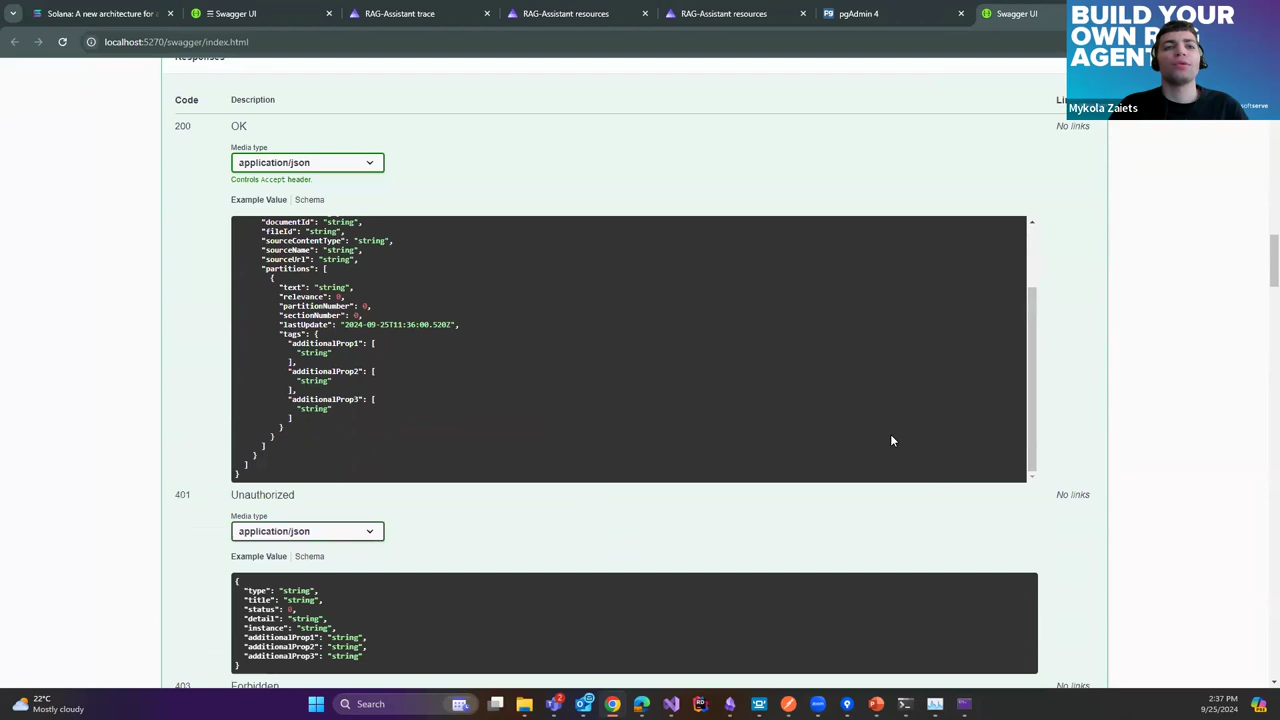 Solana: A new architecture for a
Swagger UI
RAG-Assistant trace
RAG-Assistant resources
RAG-Assistant resources
pgAdmin 4
Swagger UI
localhost:5270/swagger/index.html
BUILD YOUR
OWN
AGENT
softserve
Mykola Zaiets
Responses
Code Description
200 OK No links
Media type
application/json
Controls Accept header.
Example Value Schema
"documentId": "string",
"fileId": "string",
"sourceContentType": "string",
"sourceName": "string",
"sourceUrl": "string",
"partitions": [
{
"text": "string",
"relevance": 0,
"partitionNumber": 0,
"sectionNumber": 0,
"lastUpdate": "2024-09-25T11:36:00.520Z",
"tags": {
"additionalProp1": [
"string"
],
"additionalProp2": [
"string"
],
"additionalProp3": [
"string"
]
}
}
]
}
]
}
401 Unauthorized No links
Media type
application/json
Example Value Schema
{
"type": "string",
"title": "string",
"status": 0,
"detail": "string",
"instance": "string",
"additionalProp1": "string",
"additionalProp2": "string",
"additionalProp3": "string"
}
403 Forbidden No links
22°C
Mostly cloudy
Search
2:37 PM
9/25/2024